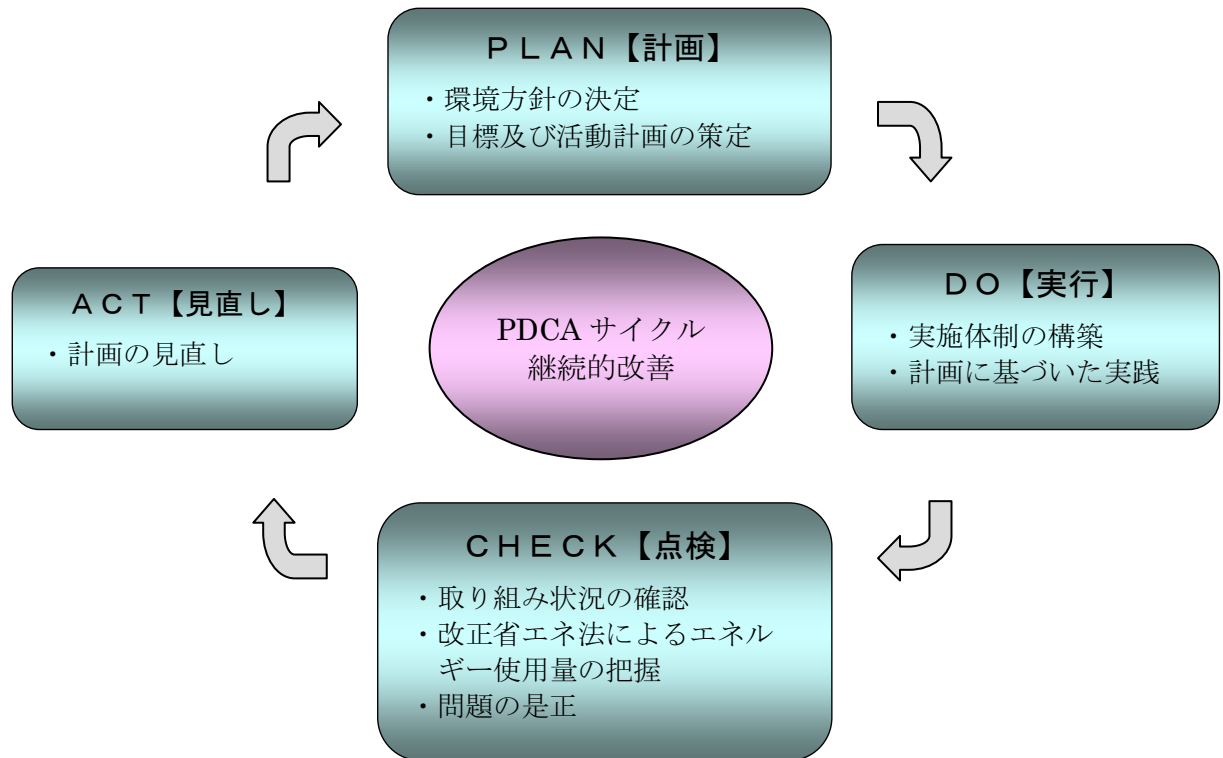 ＰＬＡＮ【計画】
・環境方針の決定
・目標及び活動計画の策定
ＡＣＴ【見直し】
・計画の見直し
PDCA サイクル
継続的改善
ＤＯ【実行】
・実施体制の構築
・計画に基づいた実践
ＣＨＥＣＫ【点検】
・取り組み状況の確認
・改正省エネ法によるエネル
ギー使用量の把握
・問題の是正